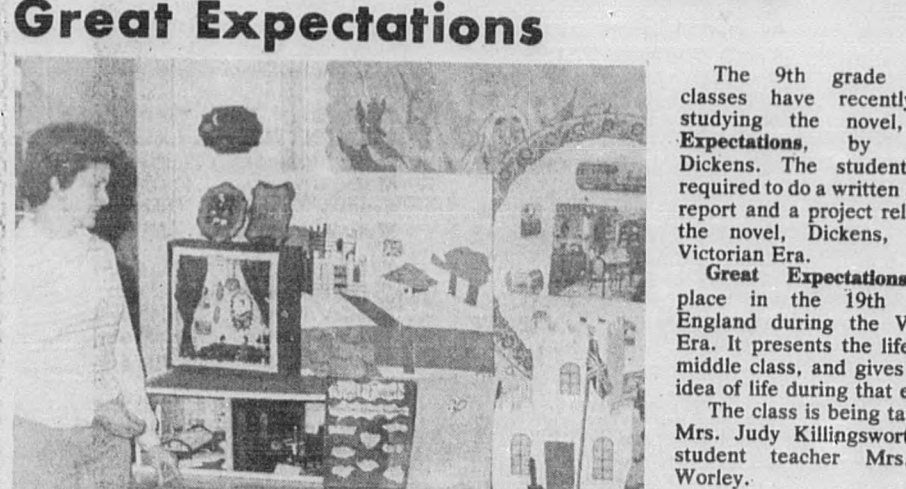 Great Expectations
The 9th grade
classes have recently
studying the novel,
Expectations, by
Dickens. The student
required to do a written
report and a project rel
the novel, Dickens,
Victorian Era.
Great Expectations
place in the 19th
England during the V
Era. It presents the life
middle class, and gives
idea of life during that e
The class is being ta
Mrs. Judy Killingswort
student teacher Mrs.
Worley.